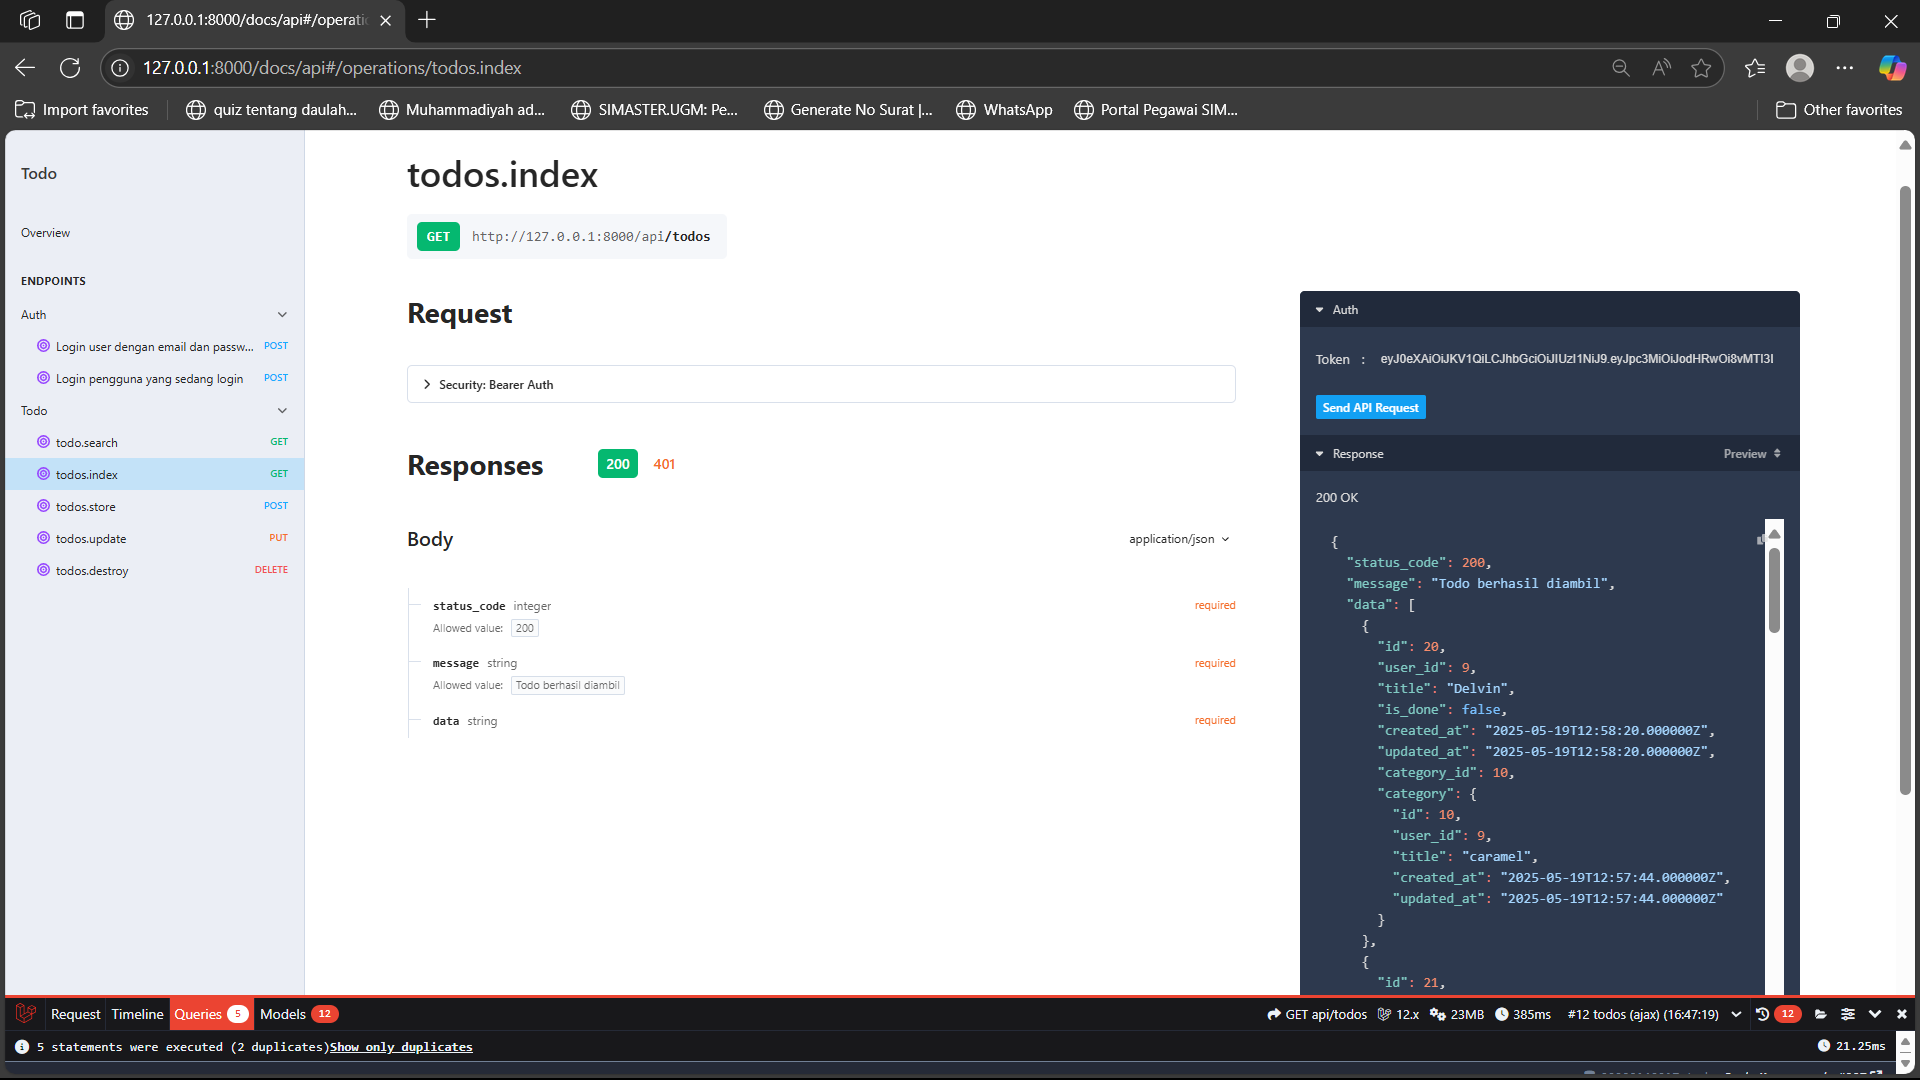 127.0.0.1:8000/docs/api#/operati
127.0.0.1:8000/docs/api#/operations/todos.index
Import favorites
quiz tentang daulah...
Muhammadiyah ad...
SIMASTER.UGM: Pe...
Generate No Surat |...
WhatsApp
Portal Pegawai SIM...
Other favorites
Todo
Overview
ENDPOINTS
Auth
Login user dengan email dan passw... POST
Login pengguna yang sedang login POST
Todo
todo.search GET
todos.index GET
todos.store POST
todos.update PUT
todos.destroy DELETE
todos.index
GET http://127.0.0.1:8000/api/todos
Request
Security: Bearer Auth
Responses 200 401
Body application/json
status_code integer required
Allowed value: 200
message string required
Allowed value: Todo berhasil diambil
data string required
Auth
Token : eyJ0eXAiOiJKV1QiLCJhbGciOiJIUzI1NiJ9.eyJpc3MiOiJodHRwOi8vMTI3I
Send API Request
Response Preview
200 OK
{
"status_code": 200,
"message": "Todo berhasil diambil",
"data": [
{
"id": 20,
"user_id": 9,
"title": "Delvin",
"is_done": false,
"created_at": "2025-05-19T12:58:20.000000Z",
"updated_at": "2025-05-19T12:58:20.000000Z",
"category_id": 10,
"category": {
"id": 10,
"user_id": 9,
"title": "caramel",
"created_at": "2025-05-19T12:57:44.000000Z",
"updated_at": "2025-05-19T12:57:44.000000Z"
}
},
{
"id": 21,
Request Timeline Queries 5 Models 12 GET api/todos 12.x 23MB 385ms #12 todos (ajax) (16:47:19) 12
5 statements were executed (2 duplicates)Show only duplicates 21.25ms